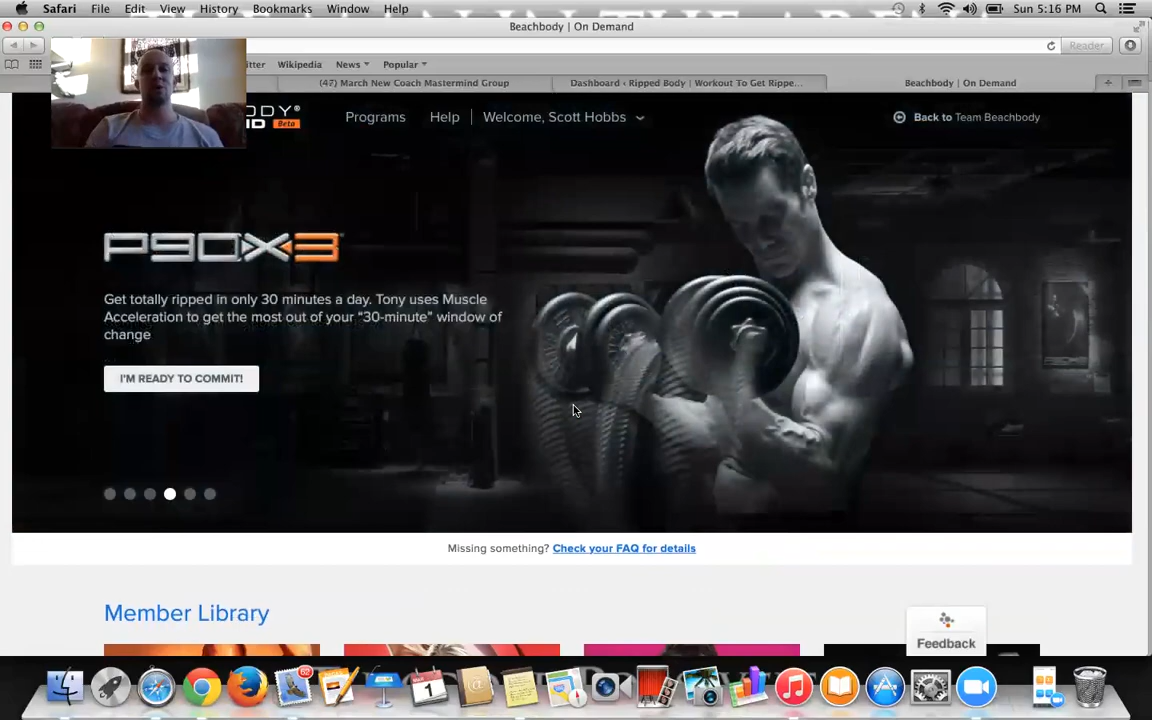 Safari File Edit View History Bookmarks Window Help
Sun 5:16 PM
Beachbody | On Demand
Reader
Wikipedia News Popular
(47) March New Coach Mastermind Group
Dashboard ‹ Ripped Body | Workout To Get Rippe...
Beachbody | On Demand
Beta
Programs Help Welcome, Scott Hobbs
Back to Team Beachbody
P90X3
Get totally ripped in only 30 minutes a day. Tony uses Muscle
Acceleration to get the most out of your “30-minute” window of
change
I'M READY TO COMMIT!
Missing something? Check your FAQ for details
Member Library
Feedback
62
1